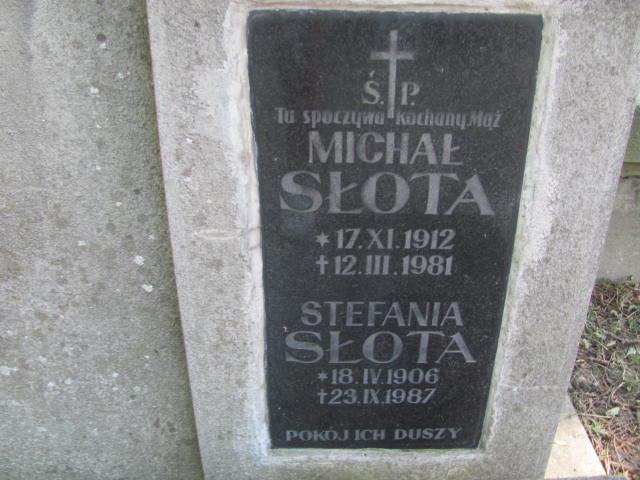 Ś. P.
Tu spoczywa Kochany Mąż
MICHAŁ
SŁOTA
* 17.XI.1912
† 12.III.1981
STEFANIA
SŁOTA
*18.IV.1906
†23.IX.1987
POKÓJ ICH DUSZY